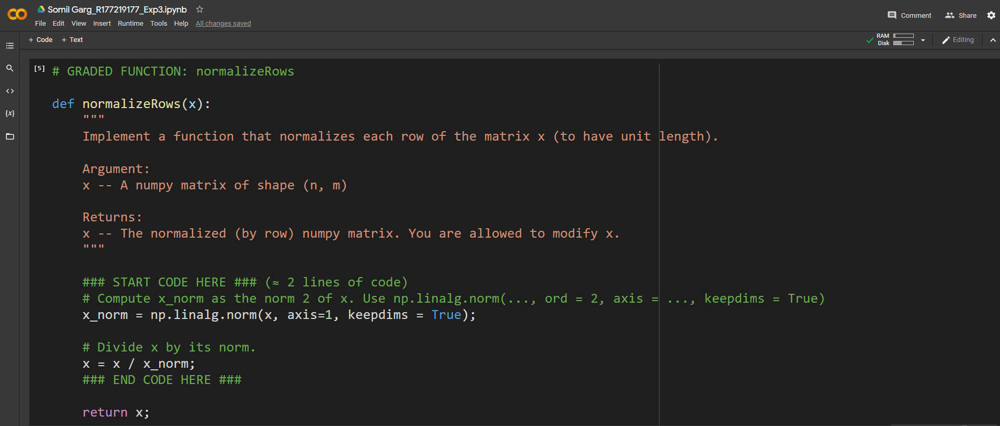 Somil Garg_R177219177_Exp3.ipynb
File Edit View Insert Runtime Tools Help All changes saved
Comment Share
+ Code + Text
RAM
Disk
Editing
{x}
[5] # GRADED FUNCTION: normalizeRows
def normalizeRows(x):
"""
Implement a function that normalizes each row of the matrix x (to have unit length).
Argument:
x -- A numpy matrix of shape (n, m)
Returns:
x -- The normalized (by row) numpy matrix. You are allowed to modify x.
"""
### START CODE HERE ### (≈ 2 lines of code)
# Compute x_norm as the norm 2 of x. Use np.linalg.norm(..., ord = 2, axis = ..., keepdims = True)
x_norm = np.linalg.norm(x, axis=1, keepdims = True);
# Divide x by its norm.
x = x / x_norm;
### END CODE HERE ###
return x;